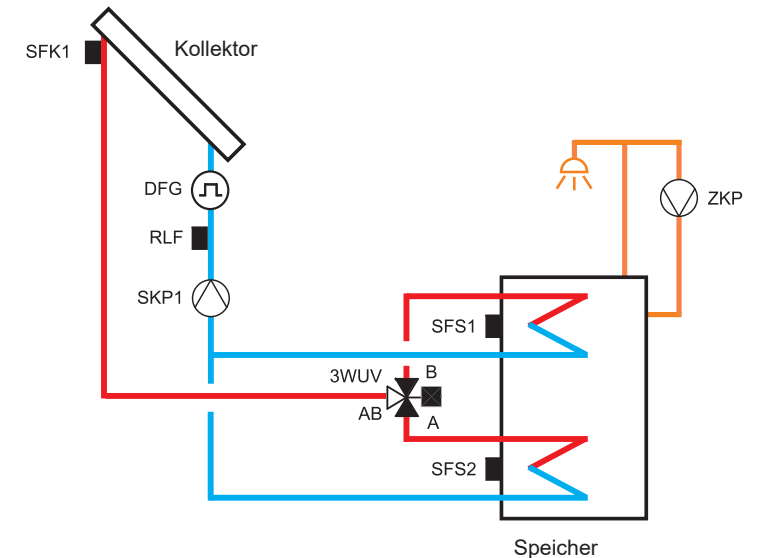 Kollektor
SFK1
DFG
ZKP
RLF
SKP1
SFS1
3WUV
B
AB
A
SFS2
Speicher